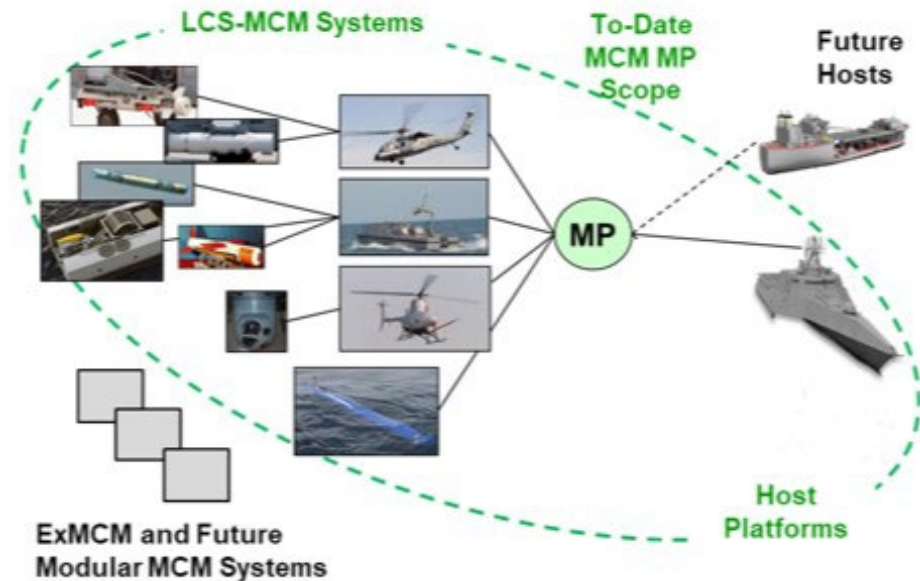 LCS-MCM Systems
To-Date
MCM MP
Scope
Future
Hosts
MP
Host
Platforms
ExMCM and Future
Modular MCM Systems